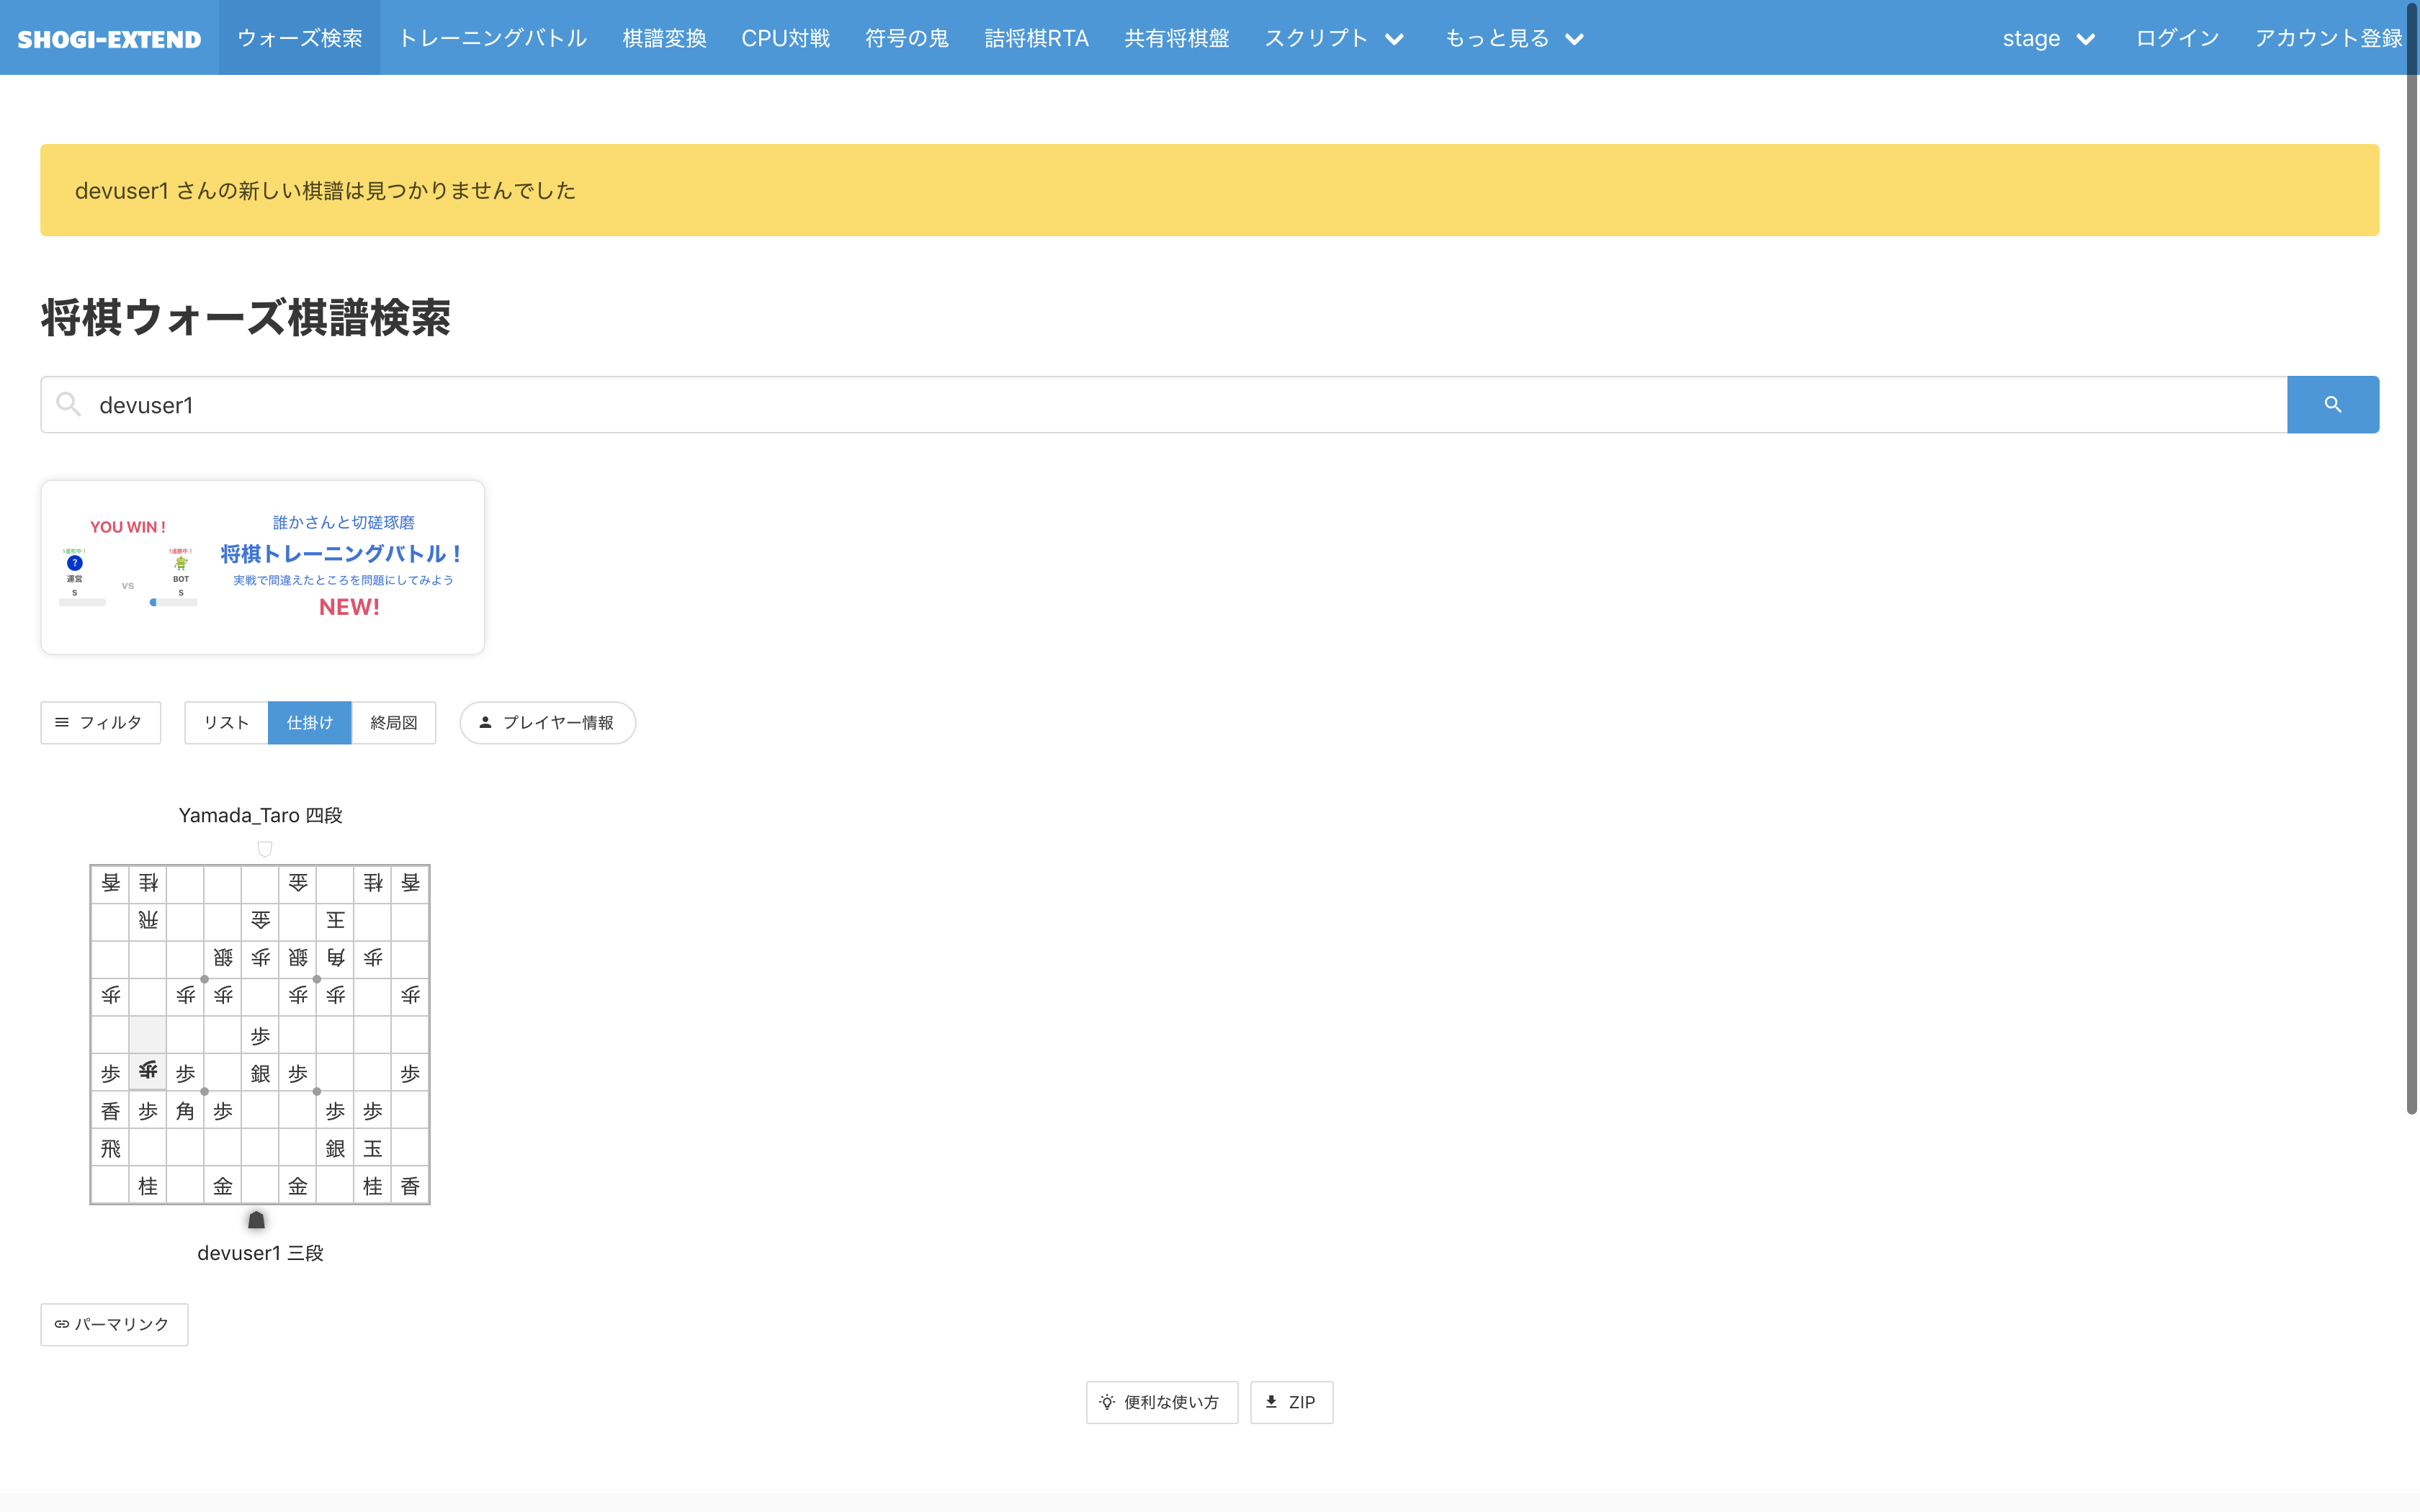 SHOGI-EXTEND ウォーズ検索 トレーニングバトル 棋譜変換 CPU対戦 符号の鬼 詰将棋RTA 共有将棋盤 スクリプト もっと見る stage ログイン アカウント登録
devuser1 さんの新しい棋譜は見つかりませんでした
将棋ウォーズ棋譜検索
devuser1
YOU WIN !
1連敗中！ 1連勝中！
?
運営 vs BOT
S S
誰かさんと切磋琢磨
将棋トレーニングバトル！
実戦で間違えたところを問題にしてみよう
NEW!
フィルタ リスト 仕掛け 終局図 プレイヤー情報
Yamada_Taro 四段
香 桂 金 桂 香
飛 金 玉
銀 歩 銀 角 歩
歩 歩 歩 歩 歩 歩
歩
歩 歩 歩 銀 歩 歩
香 歩 角 歩 歩 歩
飛 銀 玉
桂 金 金 桂 香
devuser1 三段
パーマリンク
便利な使い方 ZIP